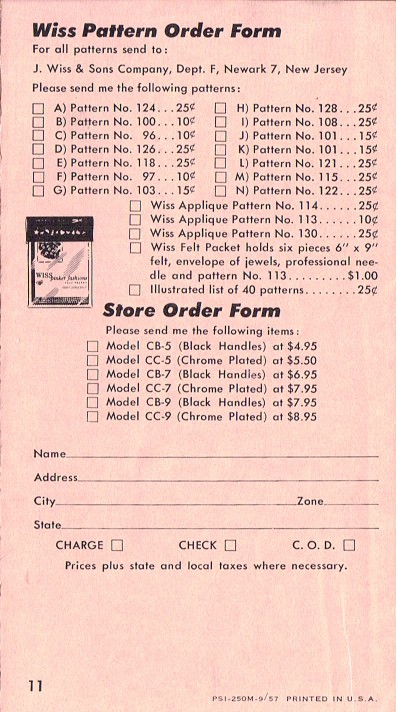 Wiss Pattern Order Form
For all patterns send to:
J. Wiss & Sons Company, Dept. F, Newark 7, New Jersey
Please send me the following patterns:
A) Pattern No. 124...25¢
B) Pattern No. 100...10¢
C) Pattern No. 96...10¢
D) Pattern No. 126...25¢
E) Pattern No. 118...25¢
F) Pattern No. 97...10¢
G) Pattern No. 103...15¢
H) Pattern No. 128...25¢
I) Pattern No. 108...25¢
J) Pattern No. 101...15¢
K) Pattern No. 101...15¢
L) Pattern No. 121...25¢
M) Pattern No. 115...25¢
N) Pattern No. 122...25¢
Wiss Applique Pattern No. 114......25¢
Wiss Applique Pattern No. 113......10¢
Wiss Applique Pattern No. 130......25¢
Wiss Felt Packet holds six pieces 6" x 9"
felt, envelope of jewels, professional nee-
dle and pattern No. 113.........$1.00
Illustrated list of 40 patterns........25¢
WISS
Store Order Form
Please send me the following items:
Model CB-5 (Black Handles) at $4.95
Model CC-5 (Chrome Plated) at $5.50
Model CB-7 (Black Handles) at $6.95
Model CC-7 (Chrome Plated) at $7.95
Model CB-9 (Black Handles) at $7.95
Model CC-9 (Chrome Plated) at $8.95
Name
Address
City Zone
State
CHARGE CHECK C. O. D.
Prices plus state and local taxes where necessary.
11
PSI-250M-9/57 PRINTED IN U.S.A.